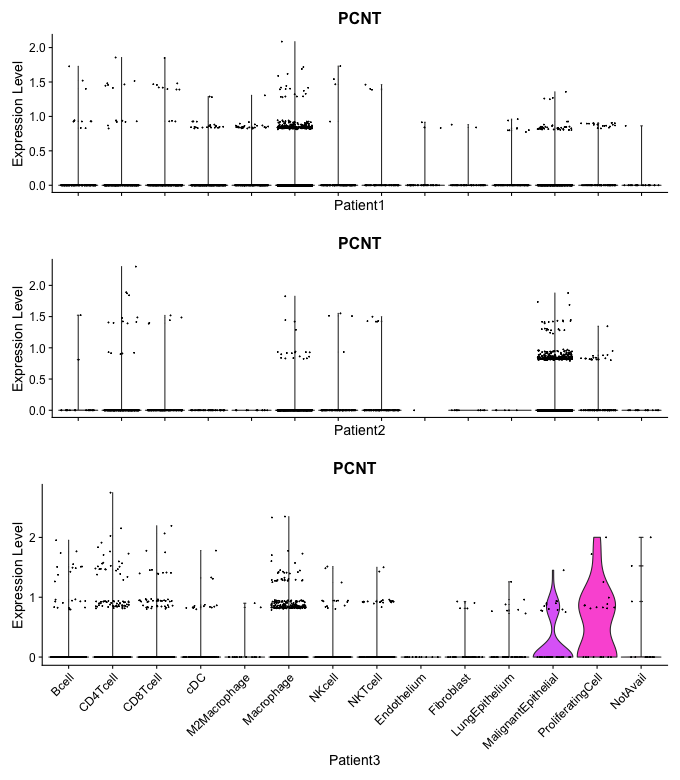 PCNT
Expression Level
2.0
1.5
1.0
0.5
0.0
Patient1
PCNT
Expression Level
2.0
1.5
1.0
0.5
0.0
Patient2
PCNT
Expression Level
2
1
0
Bcell
CD4Tcell
CD8Tcell
cDC
M2Macrophage
Macrophage
NKcell
NKTcell
Endothelium
Fibroblast
LungEpithelium
MalignantEpithelial
ProliferatingCell
NotAvail
Patient3